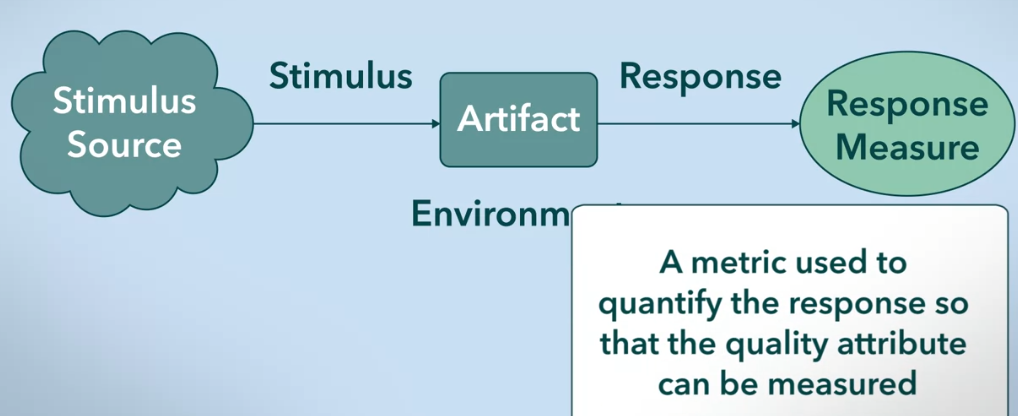 Stimulus
Source
Stimulus
Artifact
Response
Response
Measure
A metric used to
quantify the response so
that the quality attribute
can be measured